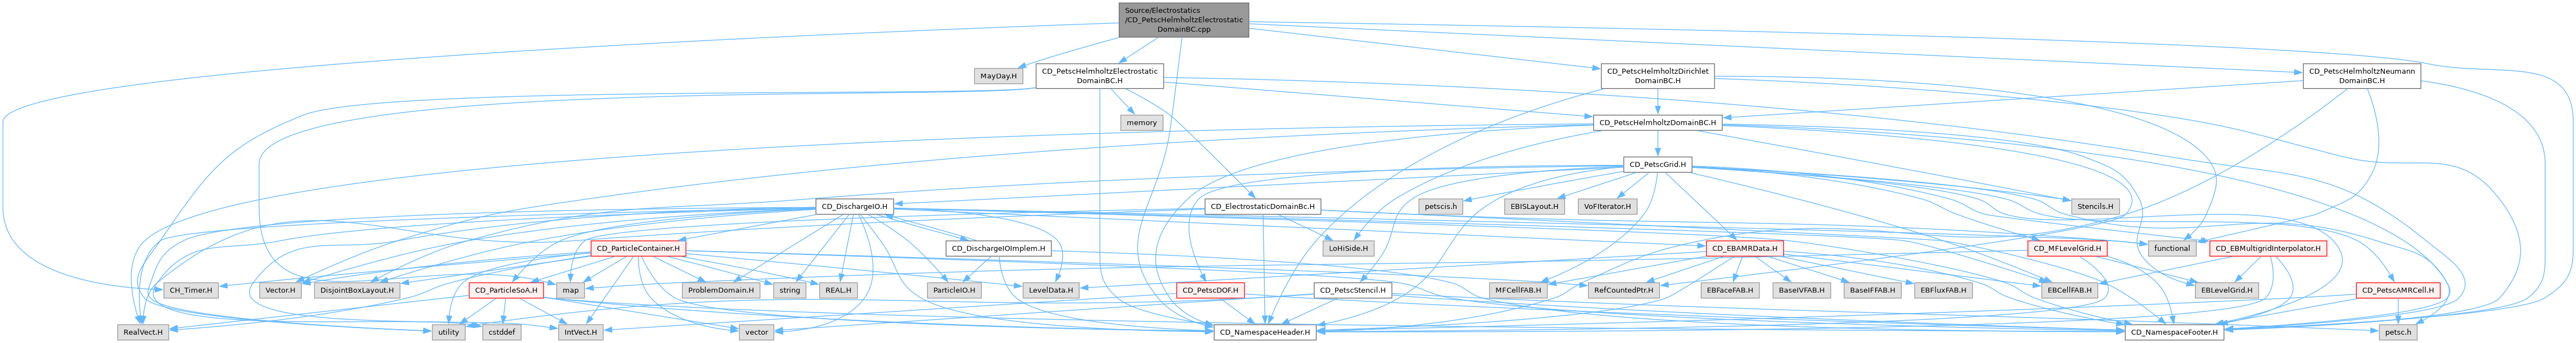 Source/Electrostatics
/CD_PetscHelmholtzElectrostatic
DomainBC.cpp
MayDay.H
CD_PetscHelmholtzElectrostatic
DomainBC.H
CD_PetscHelmholtzDirichlet
DomainBC.H
CD_PetscHelmholtzNeumann
DomainBC.H
memory
CD_PetscHelmholtzDomainBC.H
CD_PetscGrid.H
CD_DischargeIO.H
CD_ElectrostaticDomainBc.H
petscis.h
EBISLayout.H
VoFIterator.H
Stencils.H
CD_ParticleContainer.H
CD_DischargeIOImplem.H
LoHiSide.H
CD_EBAMRData.H
CD_MFLevelGrid.H
functional
CD_EBMultigridInterpolator.H
CH_Timer.H
Vector.H
DisjointBoxLayout.H
CD_ParticleSoA.H
map
ProblemDomain.H
string
REAL.H
ParticleIO.H
LevelData.H
CD_PetscDOF.H
CD_PetscStencil.H
MFCellFAB.H
RefCountedPtr.H
EBFaceFAB.H
BaseIVFAB.H
BaseIFFAB.H
EBFluxFAB.H
EBCellFAB.H
EBLevelGrid.H
CD_PetscAMRCell.H
RealVect.H
utility
cstddef
IntVect.H
vector
CD_NamespaceHeader.H
CD_NamespaceFooter.H
petsc.h